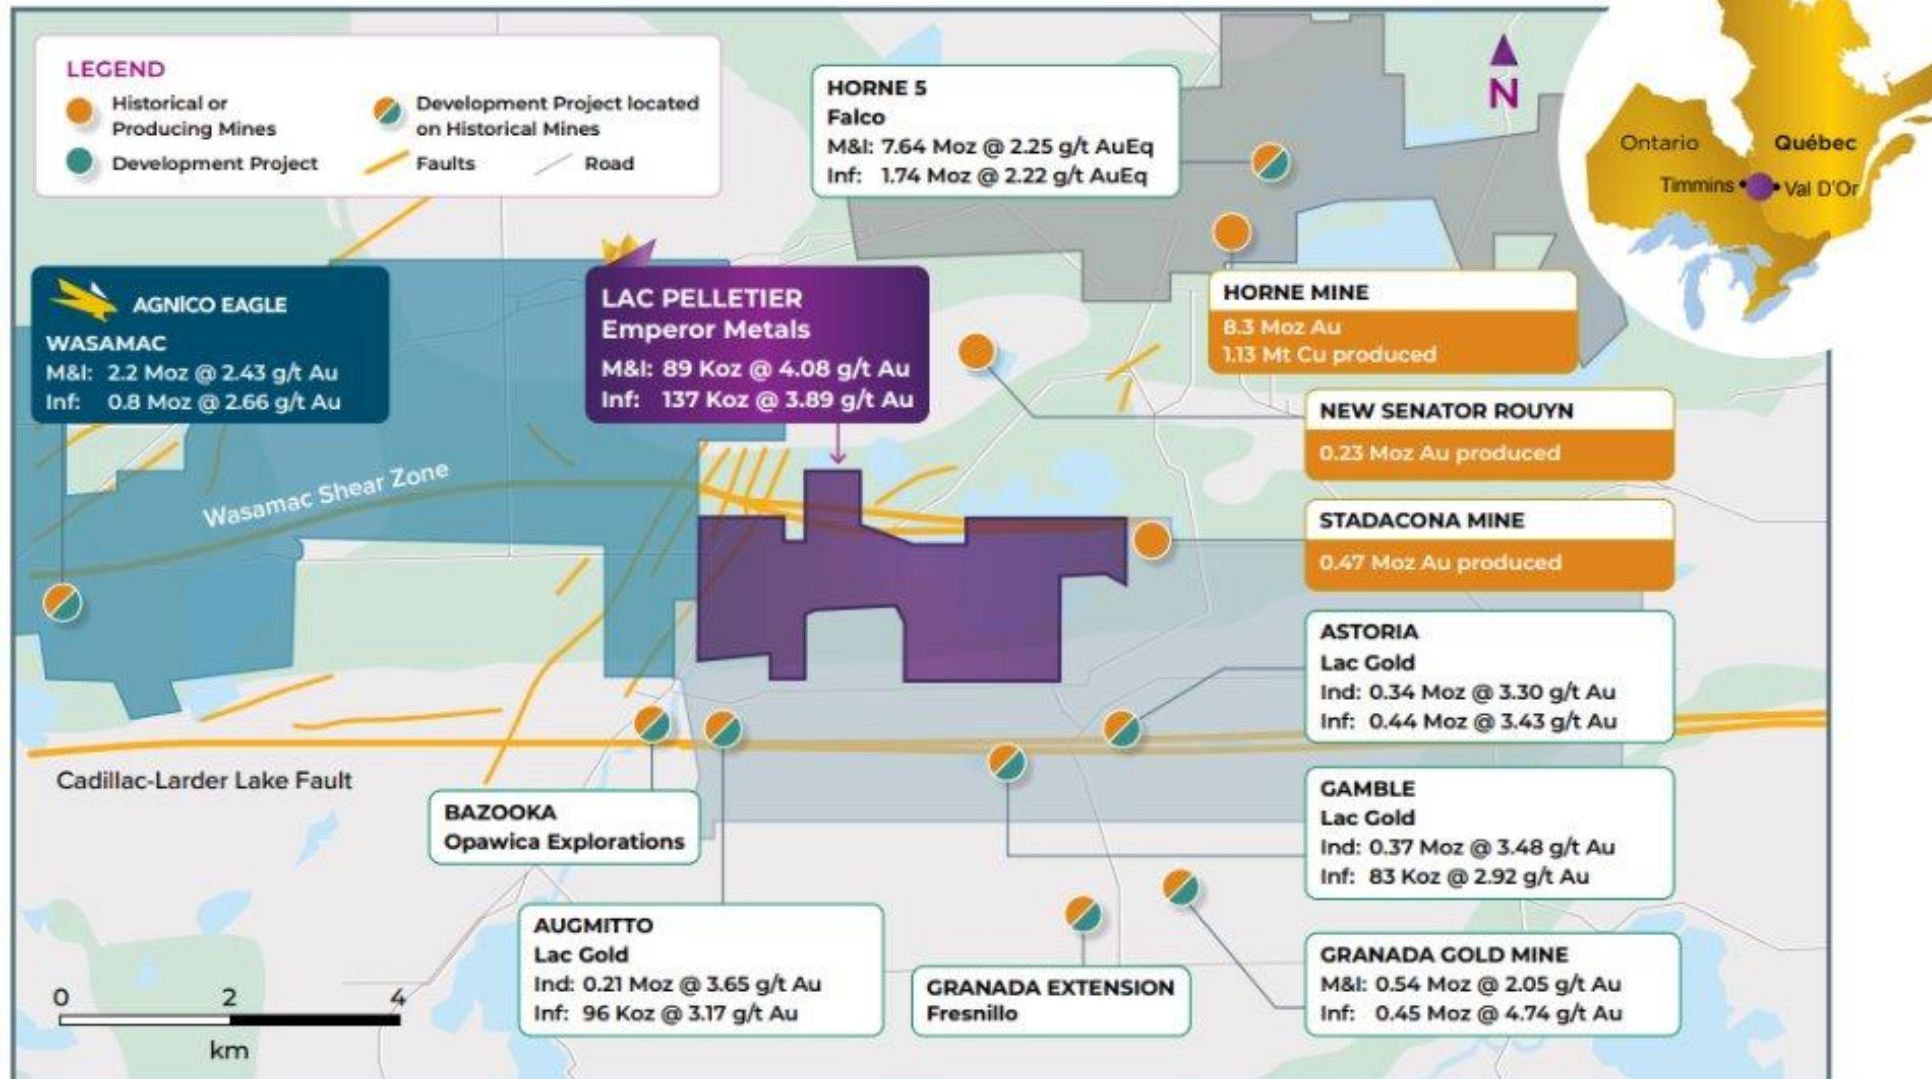 LEGEND
Historical or
Producing Mines
Development Project
Development Project located
on Historical Mines
Faults
Road
HORNE 5
Falco
M&I: 7.64 Moz @ 2.25 g/t AuEq
Inf: 1.74 Moz @ 2.22 g/t AuEq
N
Ontario
Québec
Timmins
Val D'Or
AGNICO EAGLE
WASAMAC
M&I: 2.2 Moz @ 2.43 g/t Au
Inf: 0.8 Moz @ 2.66 g/t Au
LAC PELLETIER
Emperor Metals
M&I: 89 Koz @ 4.08 g/t Au
Inf: 137 Koz @ 3.89 g/t Au
HORNE MINE
8.3 Moz Au
1.13 Mt Cu produced
NEW SENATOR ROUYN
0.23 Moz Au produced
Wasamac Shear Zone
STADACONA MINE
0.47 Moz Au produced
ASTORIA
Lac Gold
Ind: 0.34 Moz @ 3.30 g/t Au
Inf: 0.44 Moz @ 3.43 g/t Au
Cadillac-Larder Lake Fault
BAZOOKA
Opawica Explorations
GAMBLE
Lac Gold
Ind: 0.37 Moz @ 3.48 g/t Au
Inf: 83 Koz @ 2.92 g/t Au
AUGMITTO
Lac Gold
Ind: 0.21 Moz @ 3.65 g/t Au
Inf: 96 Koz @ 3.17 g/t Au
GRANADA EXTENSION
Fresnillo
GRANADA GOLD MINE
M&I: 0.54 Moz @ 2.05 g/t Au
Inf: 0.45 Moz @ 4.74 g/t Au
0 2 4
km